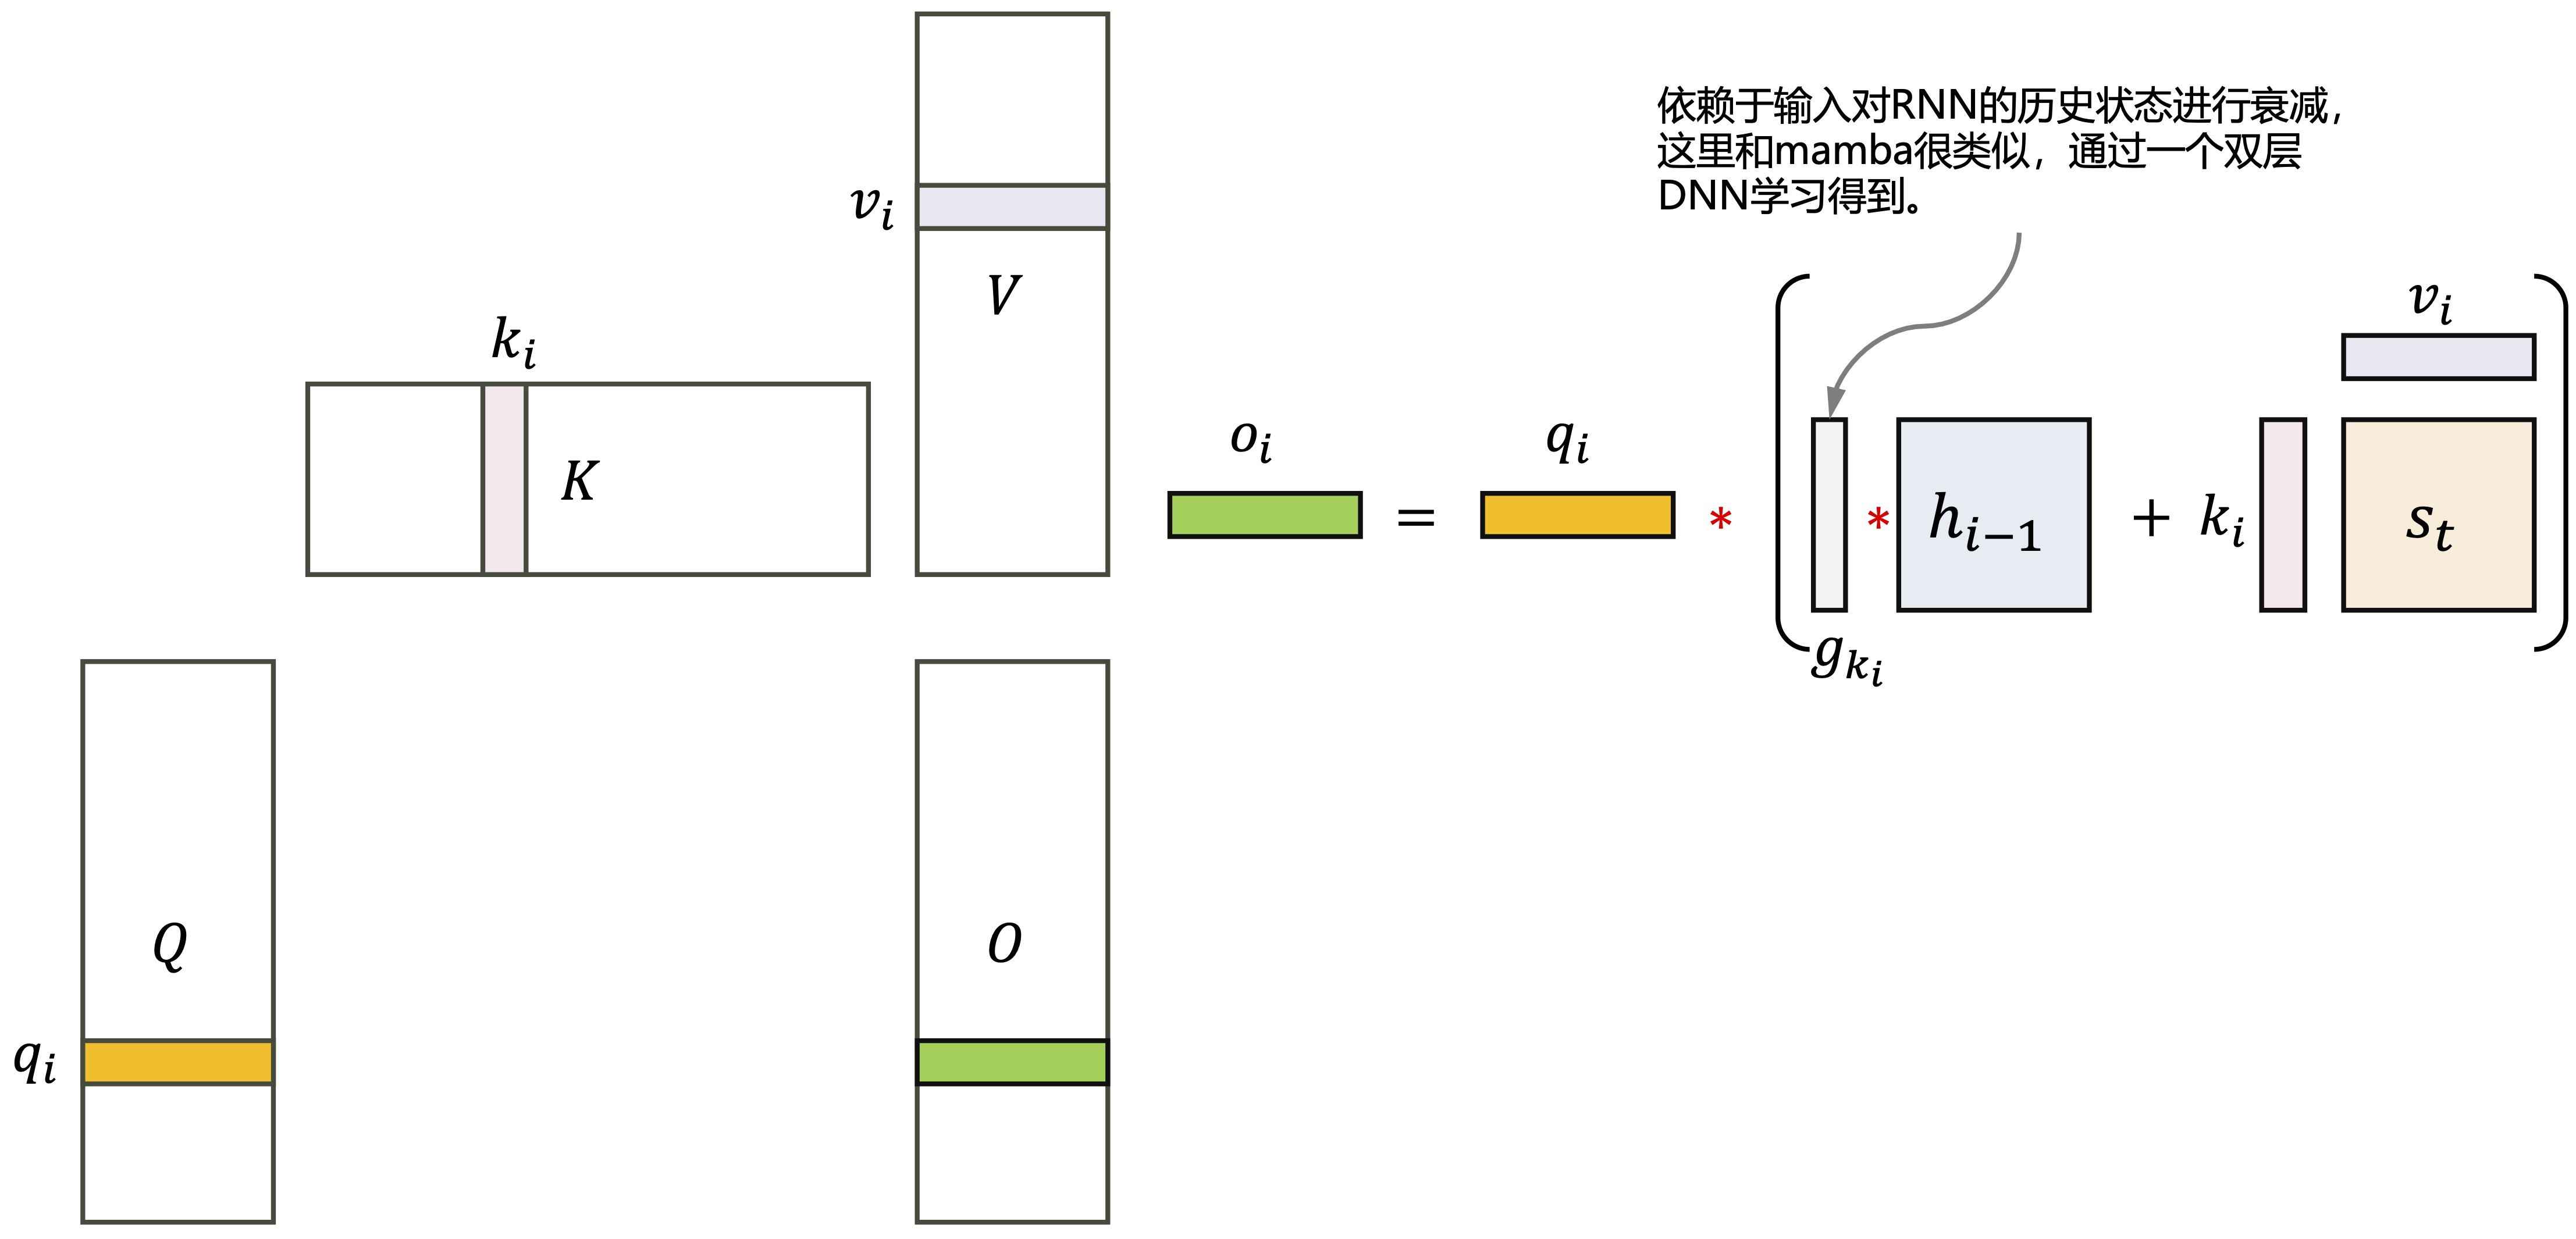 依赖于输入对RNN的历史状态进行衰减，
这里和mamba很类似，通过一个双层
DNN学习得到。
v_i
V
k_i
K
o_i = q_i * ( g_{k_i} * h_{i-1} + k_i s_t )
v_i
Q
O
q_i